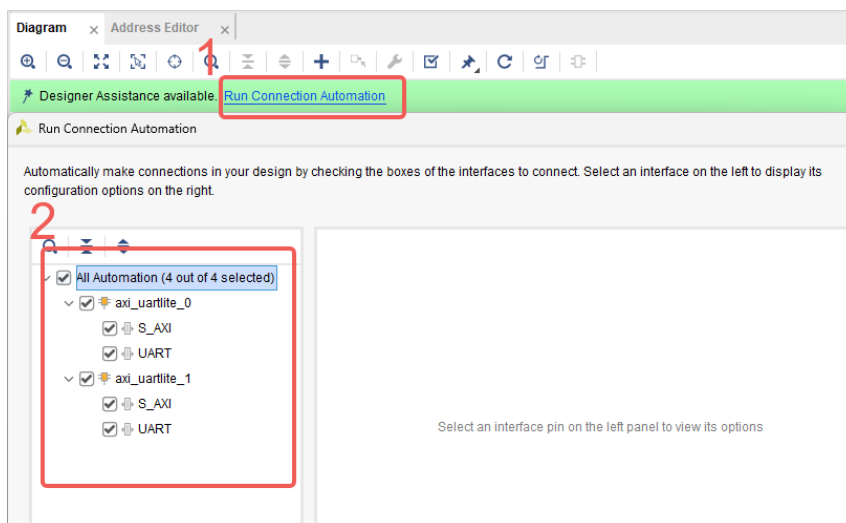 Diagram × Address Editor ×
1
Designer Assistance available. Run Connection Automation
Run Connection Automation
Automatically make connections in your design by checking the boxes of the interfaces to connect. Select an interface on the left to display its
configuration options on the right.
2
All Automation (4 out of 4 selected)
axi_uartlite_0
S_AXI
UART
axi_uartlite_1
S_AXI
UART
Select an interface pin on the left panel to view its options